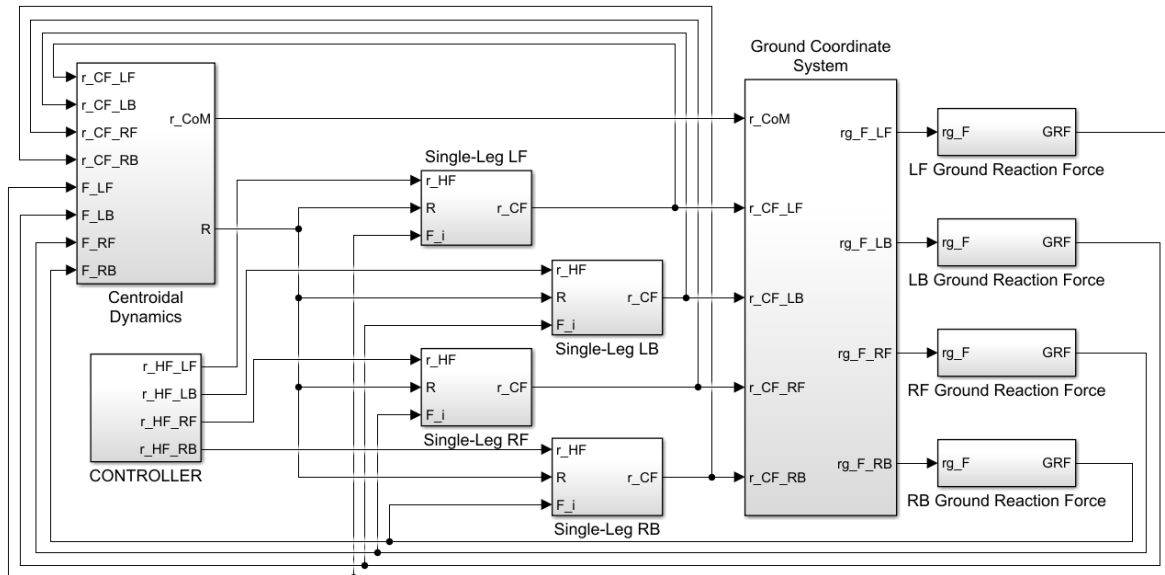 Ground Coordinate
System
r_CF_LF
r_CF_LB
r_CF_RF
r_CF_RB
F_LF
F_LB
F_RF
F_RB
r_CoM
R
Centroidal
Dynamics
r_HF_LF
r_HF_LB
r_HF_RF
r_HF_RB
CONTROLLER
Single-Leg LF
r_HF
R
F_i
r_CF
r_HF
R
F_i
r_CF
Single-Leg LB
r_HF
R
F_i
r_CF
Single-Leg RF
r_HF
R
F_i
r_CF
Single-Leg RB
r_CoM
r_CF_LF
r_CF_LB
r_CF_RF
r_CF_RB
rg_F_LF
rg_F_LB
rg_F_RF
rg_F_RB
rg_F GRF
LF Ground Reaction Force
rg_F GRF
LB Ground Reaction Force
rg_F GRF
RF Ground Reaction Force
rg_F GRF
RB Ground Reaction Force